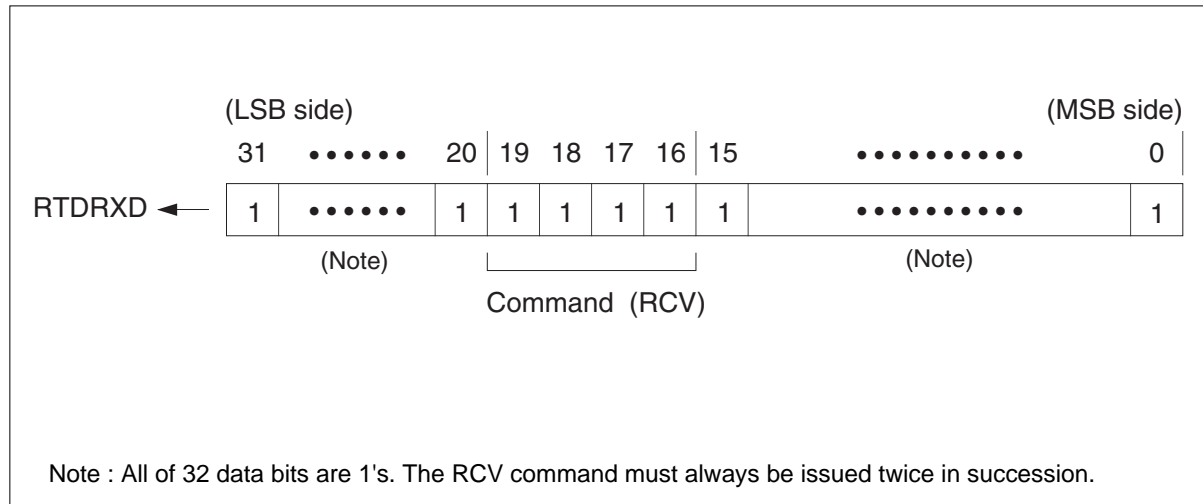 (LSB side) (MSB side)
31 •••••• 20 19 18 17 16 15 •••••••••• 0
RTDRXD 1 •••••• 1 1 1 1 1 1 •••••••••• 1
(Note) (Note)
Command (RCV)
Note : All of 32 data bits are 1's. The RCV command must always be issued twice in succession.